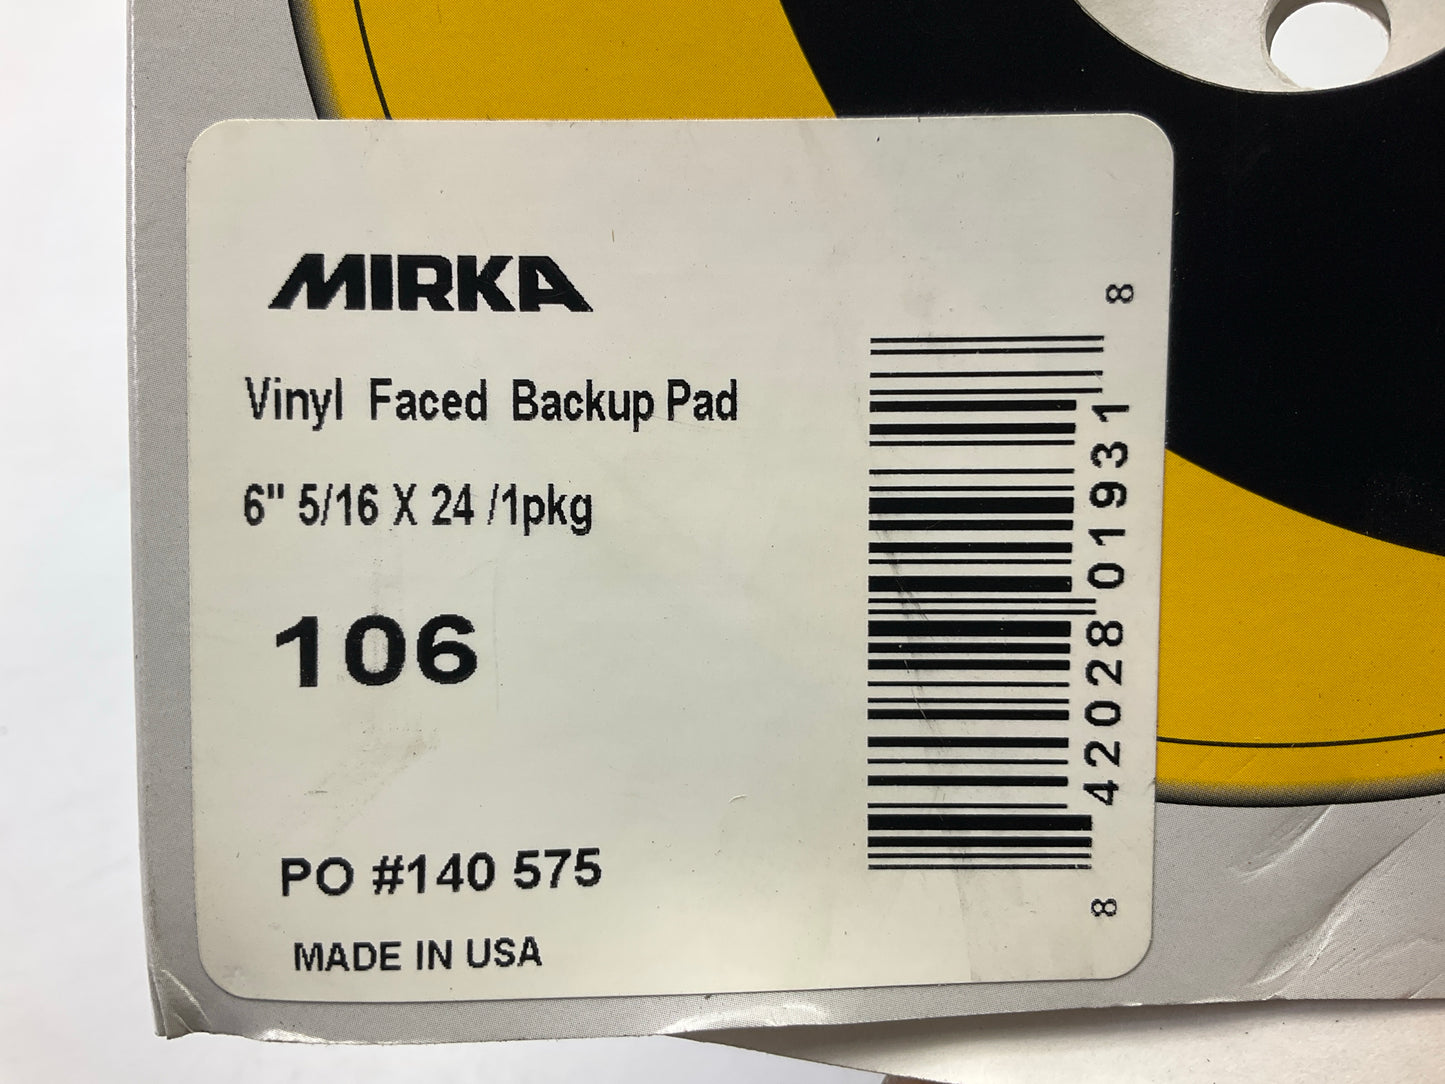 MIRKA
Vinyl Faced Backup Pad
6" 5/16 X 24 /1pkg
106
PO #140 575
MADE IN USA
8 42028 01931 8